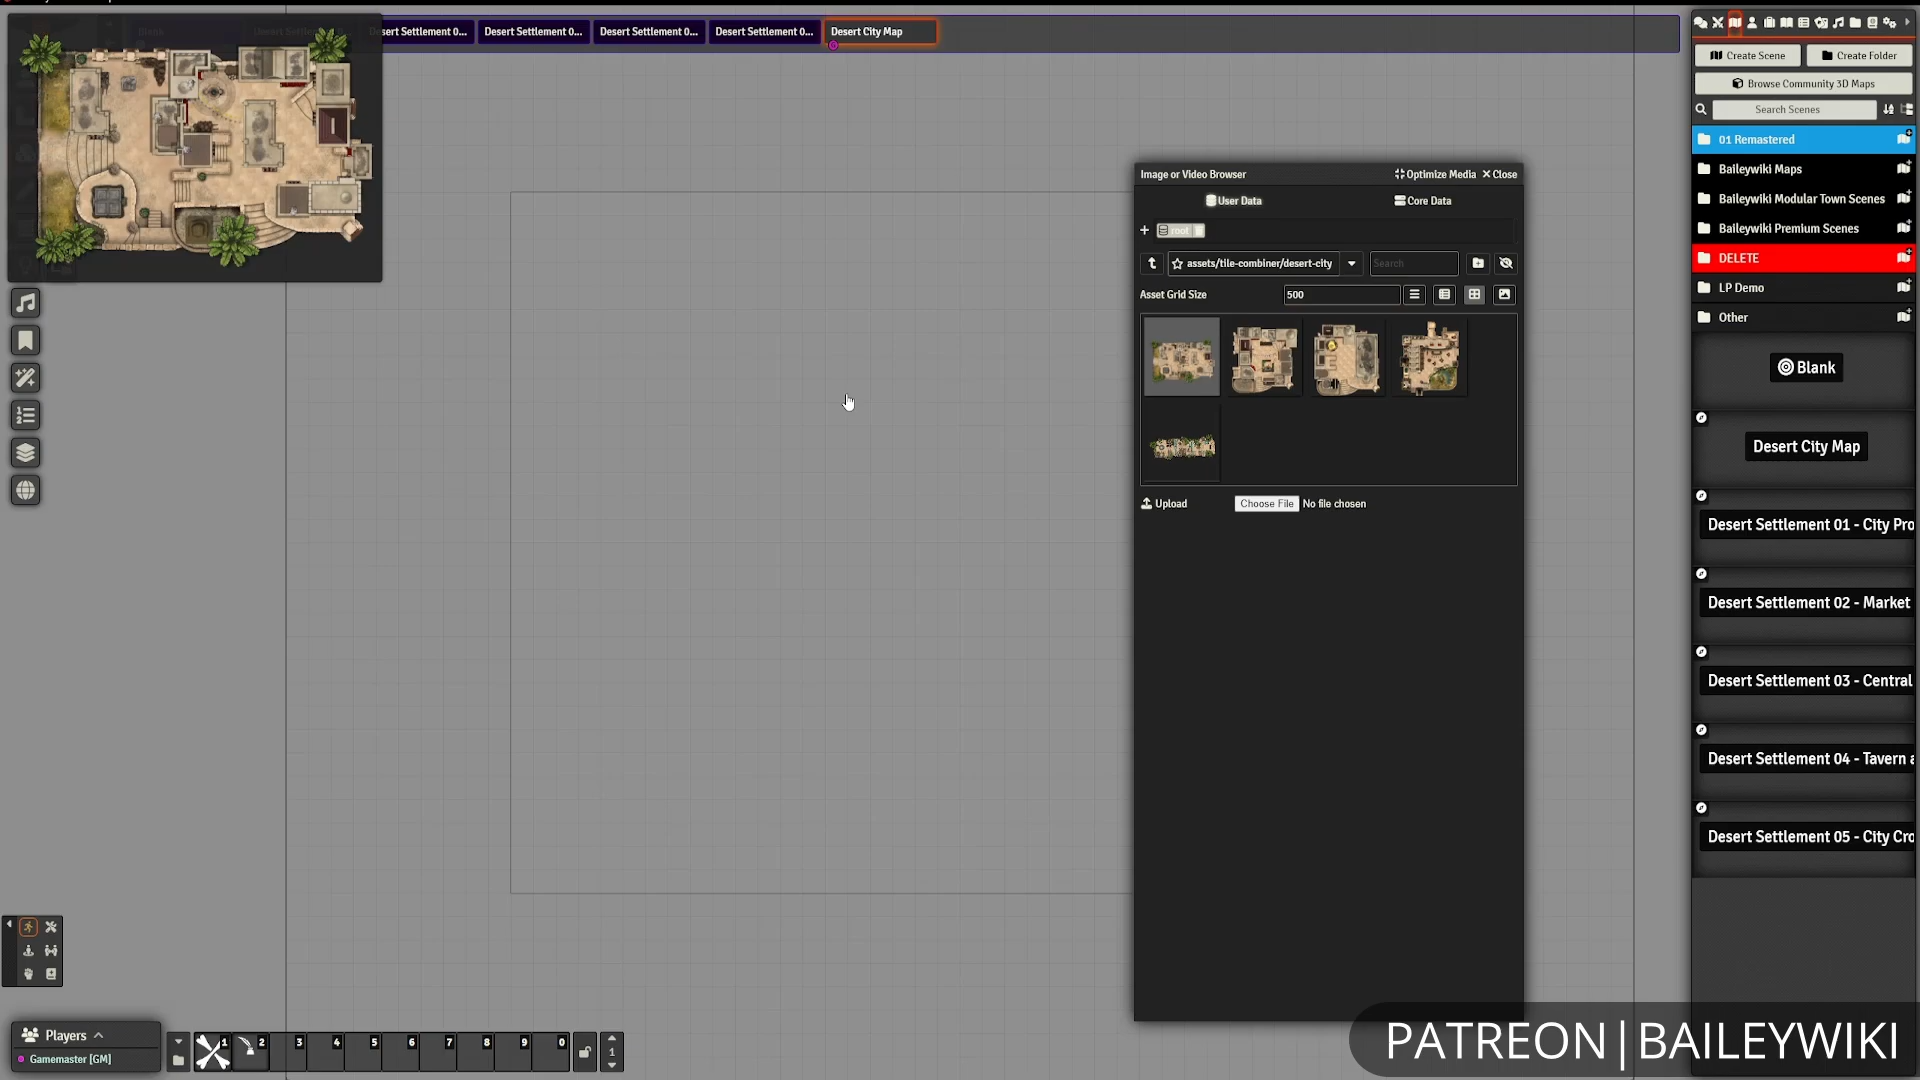 Desert Settlement 0...
Desert Settlement 0...
Desert Settlement 0...
Desert City Map
Create Scene
Create Folder
Browse Community 3D Maps
Search Scenes
01 Remastered
Baileywiki Maps
Baileywiki Modular Town Scenes
Baileywiki Premium Scenes
DELETE
LP Demo
Other
Blank
Desert City Map
Desert Settlement 01 - City Pro
Desert Settlement 02 - Market
Desert Settlement 03 - Central
Desert Settlement 04 - Tavern a
Desert Settlement 05 - City Cro
Image or Video Browser
Optimize Media
Close
User Data
Core Data
+ root
assets/tile-combiner/desert-city
Search
Asset Grid Size
500
Upload
Choose File No file chosen
Players
Gamemaster [GM]
1 2 3 4 5 6 7 8 9 0
1
PATREON|BAILEYWIKI